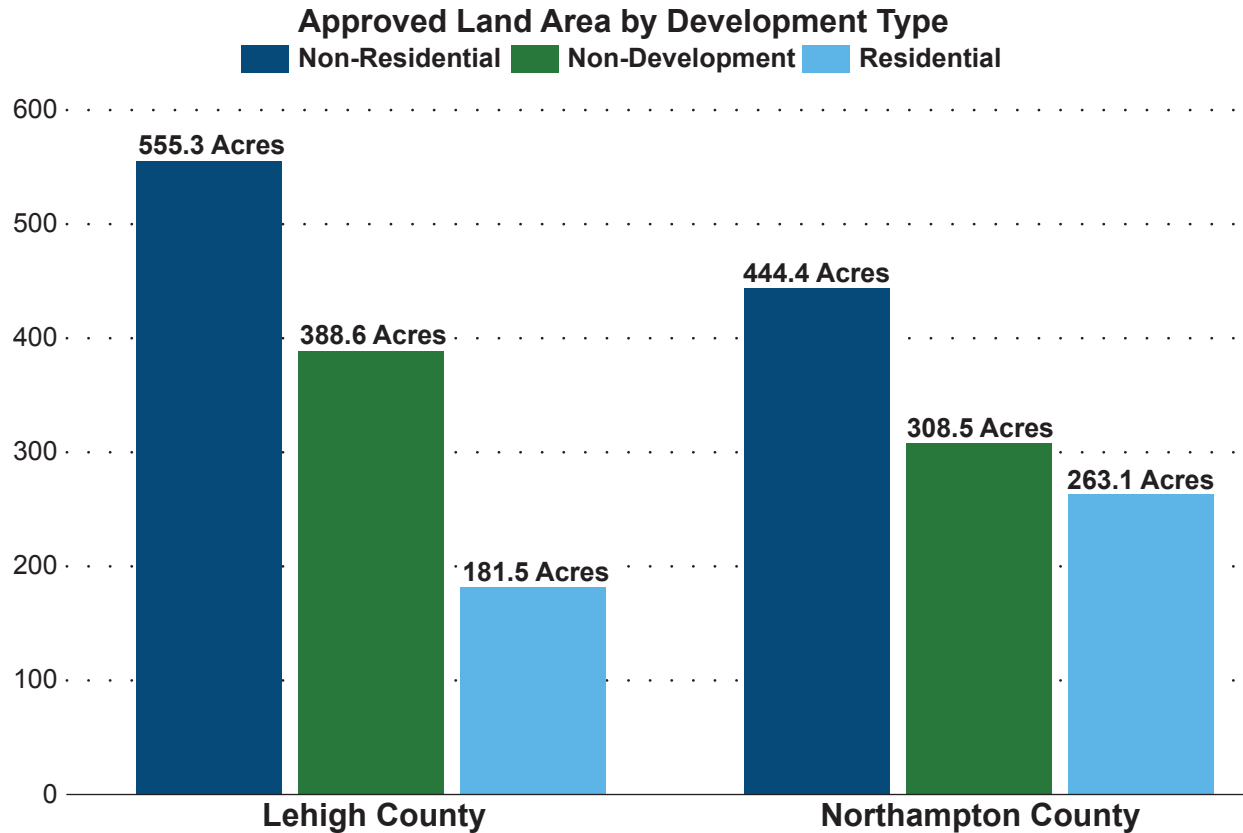 Approved Land Area by Development Type
Non-Residential Non-Development Residential
600
555.3 Acres
500
444.4 Acres
400
388.6 Acres
308.5 Acres
300
263.1 Acres
200
181.5 Acres
100
0
Lehigh County Northampton County